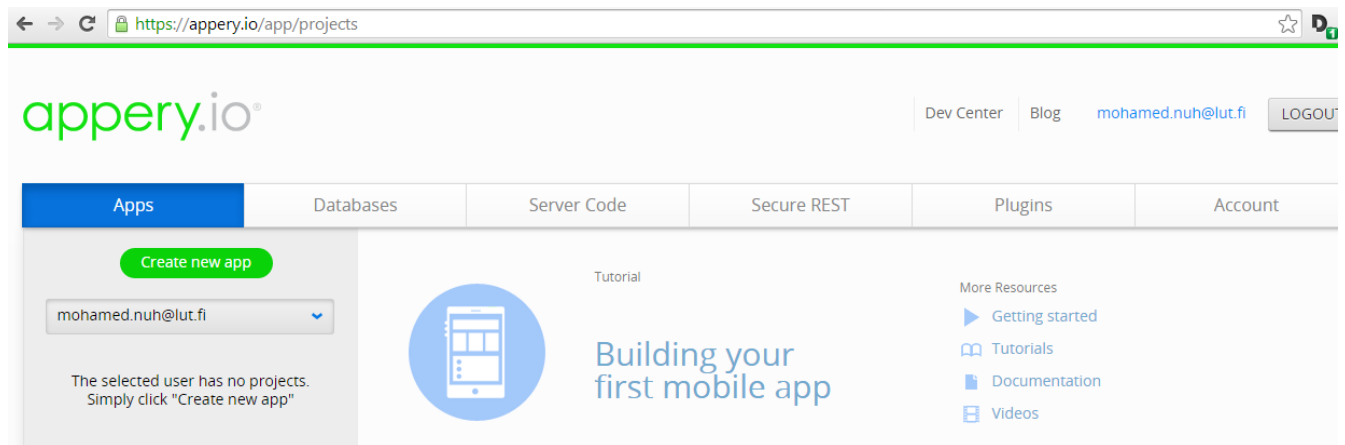 https://appery.io/app/projects
appery.io®
Dev Center
Blog
mohamed.nuh@lut.fi
LOGOUT
Apps
Databases
Server Code
Secure REST
Plugins
Account
Create new app
mohamed.nuh@lut.fi
The selected user has no projects.
Simply click "Create new app"
Tutorial
Building your
first mobile app
More Resources
Getting started
Tutorials
Documentation
Videos
D
1